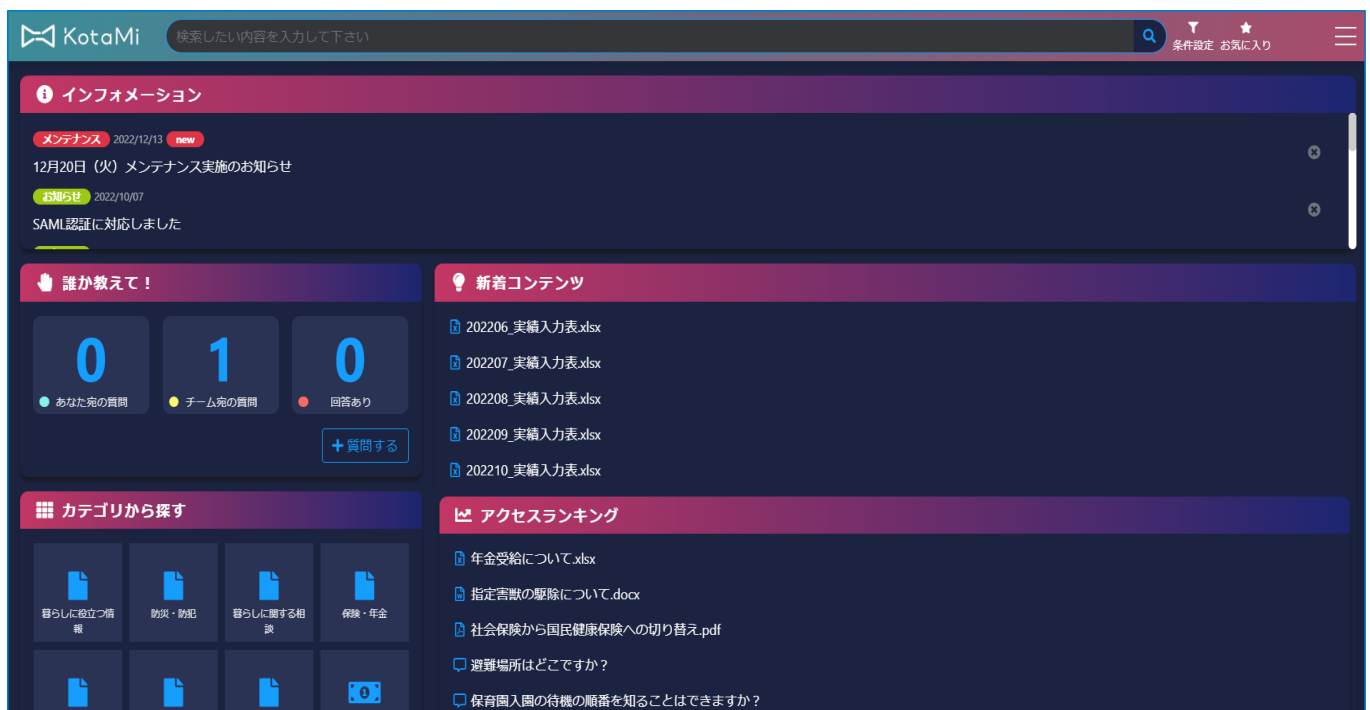 KotaMi
検索したい内容を入力して下さい
条件設定 お気に入り
インフォメーション
メンテナンス 2022/12/13 new
12月20日（火）メンテナンス実施のお知らせ
お知らせ 2022/10/07
SAML認証に対応しました
誰か教えて！
0 1 0
あなた宛の質問 チーム宛の質問 回答あり
+質問する
新着コンテンツ
202206_実績入力表.xlsx
202207_実績入力表.xlsx
202208_実績入力表.xlsx
202209_実績入力表.xlsx
202210_実績入力表.xlsx
カテゴリから探す
暮らしに役立つ情 防災・防犯 暮らしに関する相 保険・年金
報 談
アクセスランキング
年金受給について.xlsx
指定害獣の駆除について.docx
社会保険から国民健康保険への切り替え.pdf
避難場所はどこですか？
保育園入園の待機の順番を知ることはできますか？